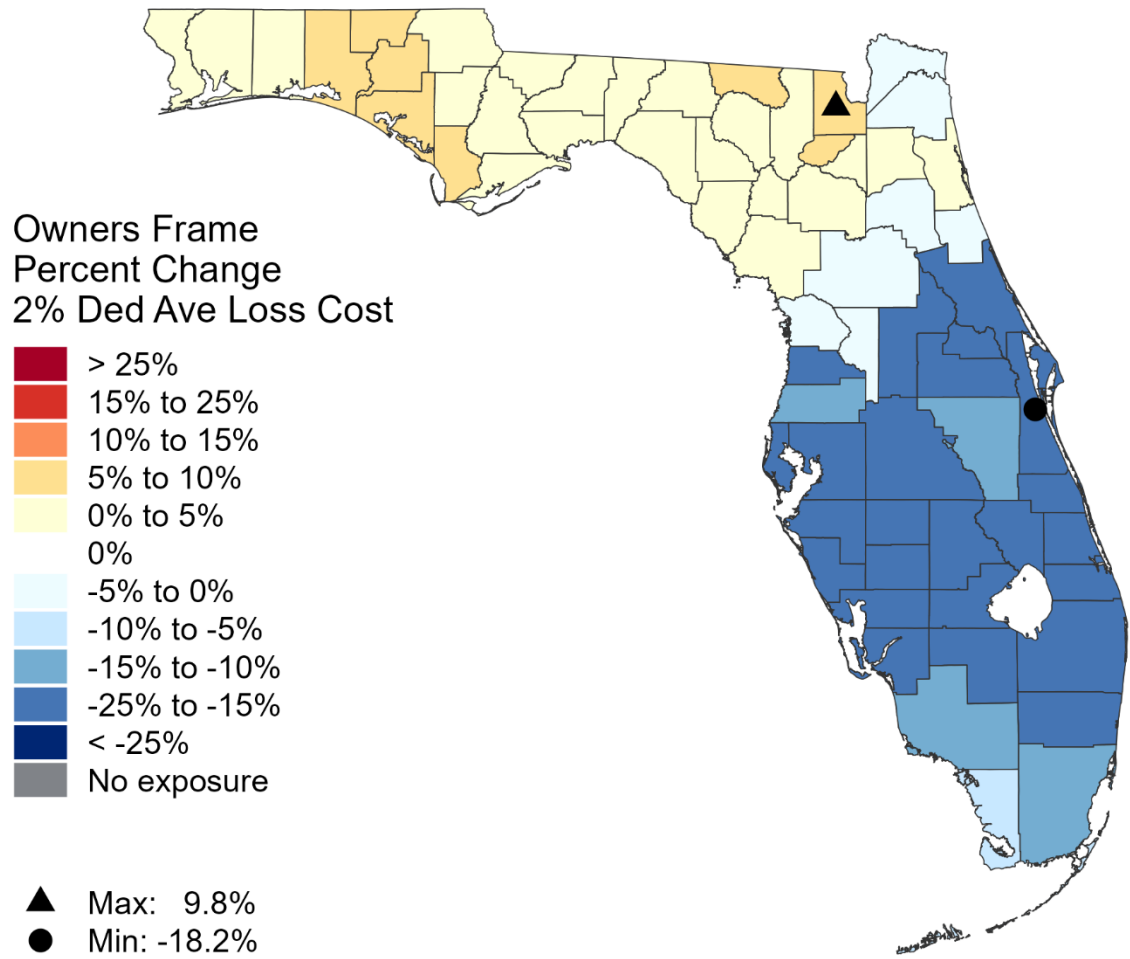 Owners Frame
Percent Change
2% Ded Ave Loss Cost
> 25%
15% to 25%
10% to 15%
5% to 10%
0% to 5%
0%
-5% to 0%
-10% to -5%
-15% to -10%
-25% to -15%
< -25%
No exposure
Max: 9.8%
Min: -18.2%